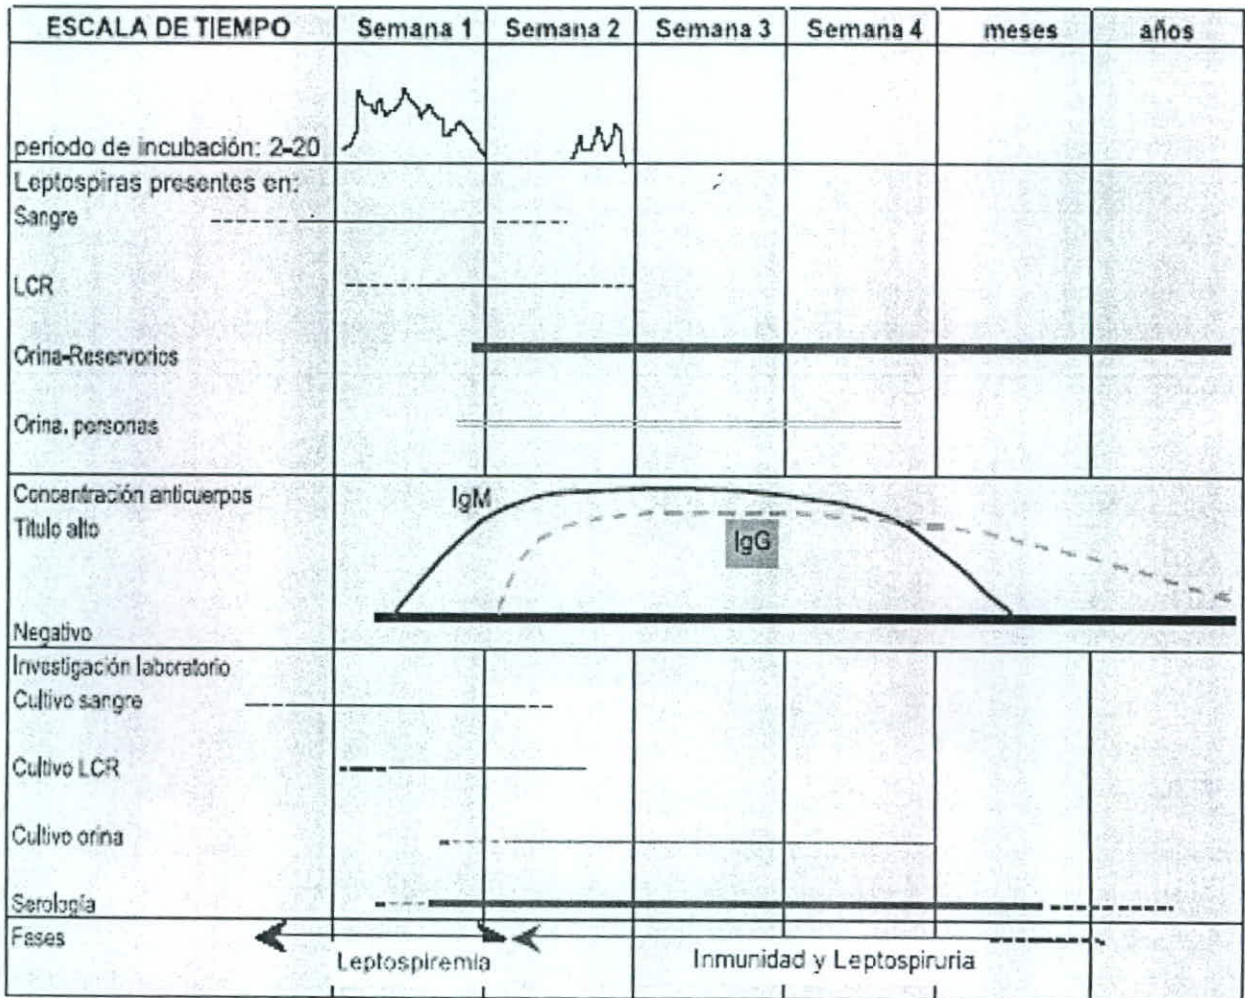 ESCALA DE TIEMPO Semana 1 Semana 2 Semana 3 Semana 4 meses años
periodo de incubación: 2-20
Leptospiras presentes en:
Sangre
LCR
Orina-Reservorios
Orina. personas
Concentración anticuerpos
IgM
Titulo alto
IgG
Negativo
Investigación laboratorio
Cultivo sangre
Cultivo LCR
Cultivo orina
Serología
Fases
Leptospiremia Inmunidad y Leptospiruria